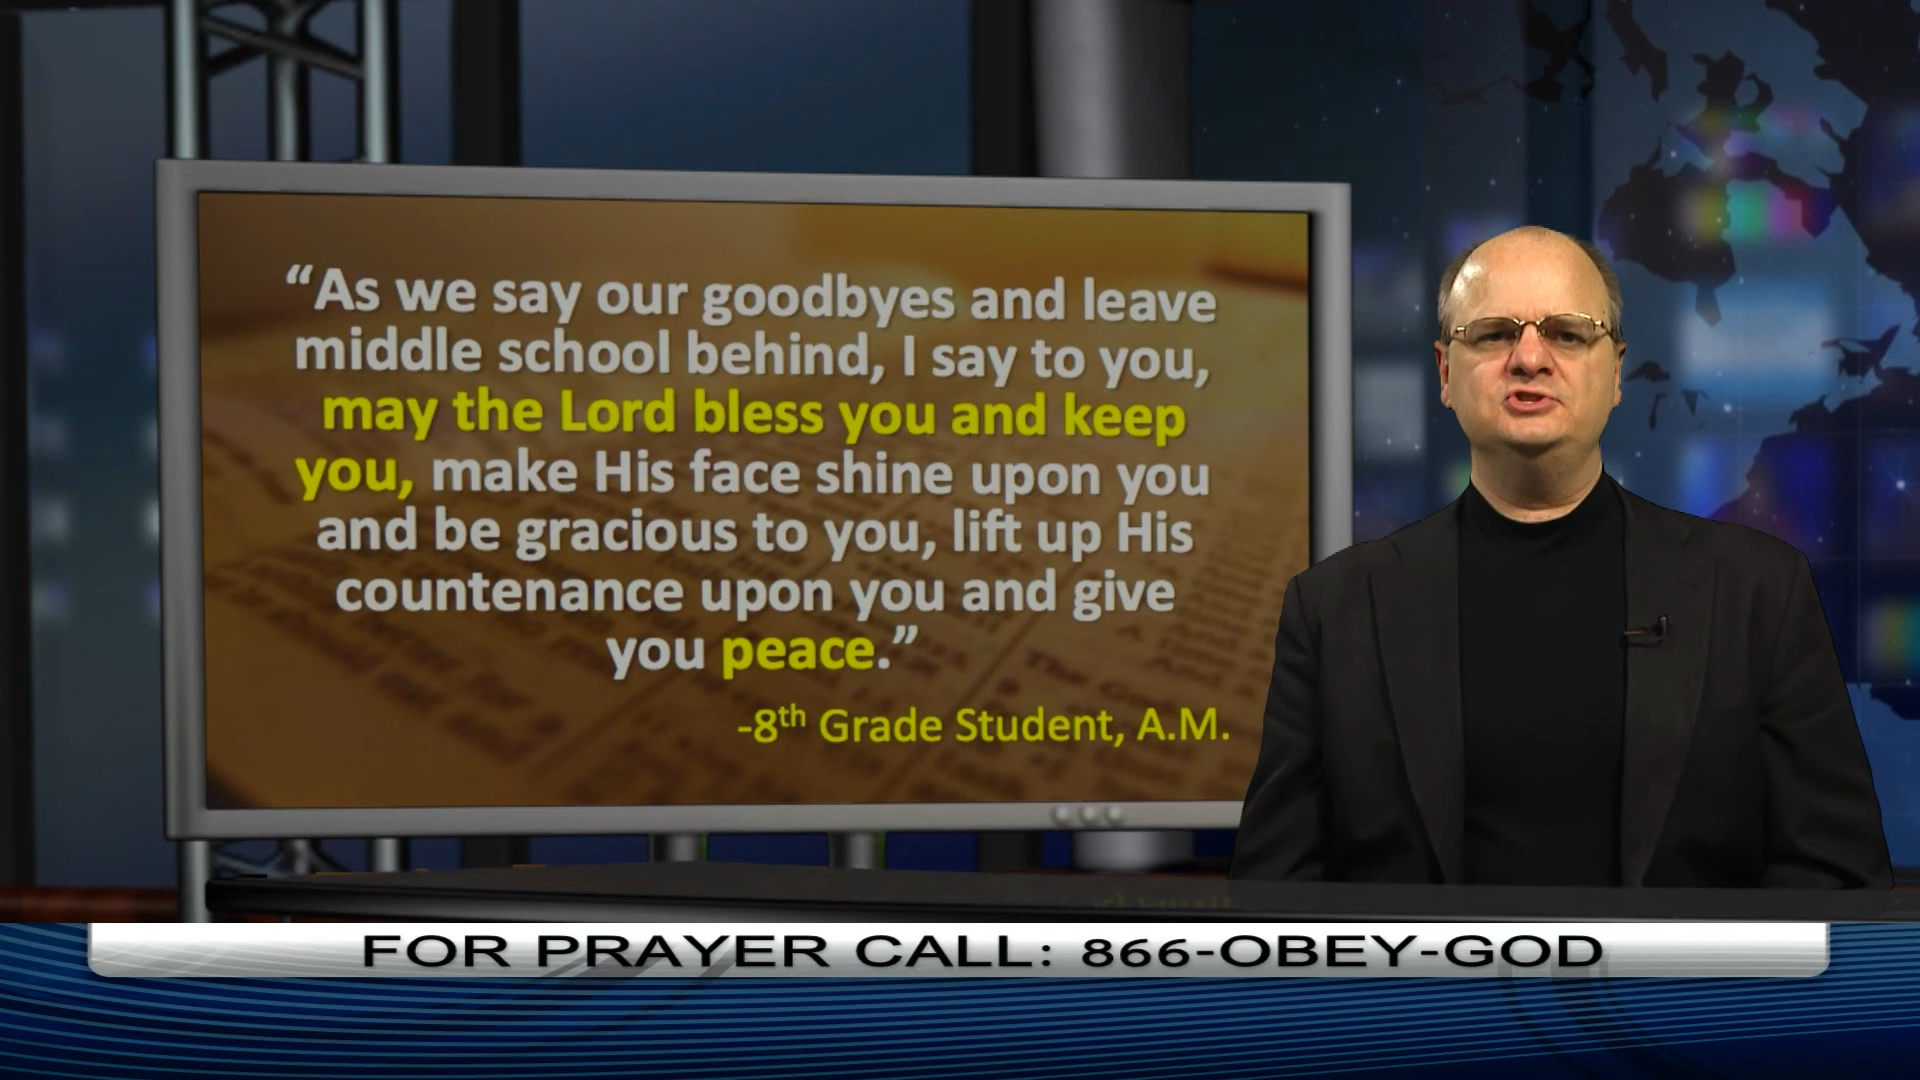 “As we say our goodbyes and leave
middle school behind, I say to you,
may the Lord bless you and keep
you, make His face shine upon you
and be gracious to you, lift up His
countenance upon you and give
you peace.”
-8th Grade Student, A.M.
FOR PRAYER CALL: 866-OBEY-GOD